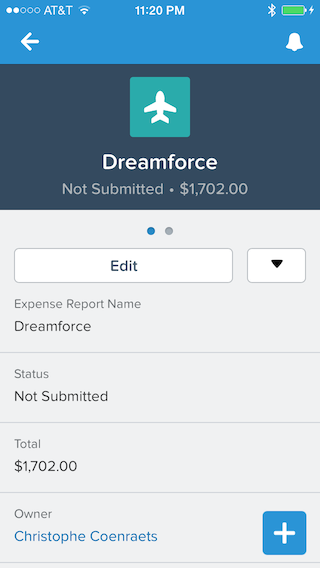 AT&T 11:20 PM
Dreamforce
Not Submitted • $1,702.00
Edit
Expense Report Name
Dreamforce
Status
Not Submitted
Total
$1,702.00
Owner
Christophe Coenraets